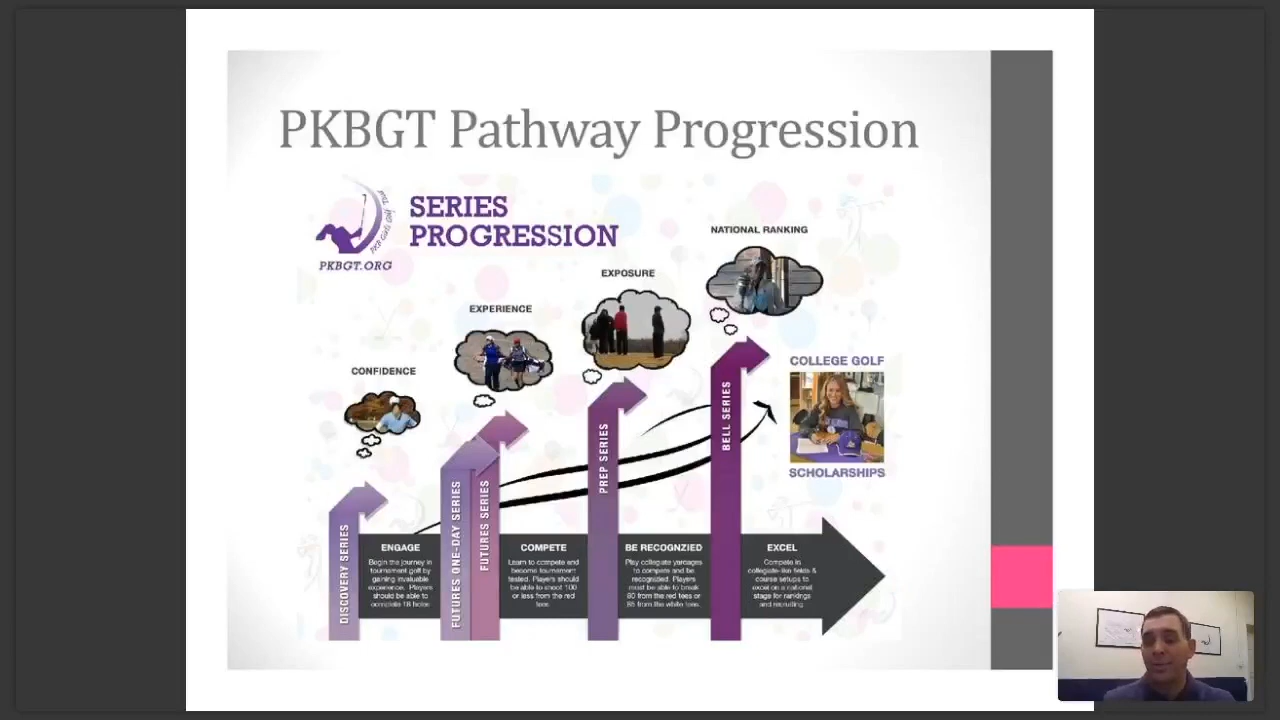 PKBGT Pathway Progression
SERIES
PROGRESSION
PKB Girls Golf Tour
PKBGT.ORG
NATIONAL RANKING
EXPOSURE
EXPERIENCE
CONFIDENCE
COLLEGE GOLF
SCHOLARSHIPS
DISCOVERY SERIES
FUTURES ONE-DAY SERIES
FUTURES SERIES
PREP SERIES
BELL SERIES
ENGAGE
Begin the journey in
tournament golf by
gaining invaluable
experience. Players
should be able to
complete 18 holes
COMPETE
Learn to compete and
become tournament
tested. Players should
be able to shoot 100
or less from the red
tees.
BE RECOGNZIED
Play collegiate yardages
to compete and be
recognized. Players
must be able to break
80 from the red tees or
85 from the white tees.
EXCEL
Compete in
collegiate-like fields &
course setups to
excel on a national
stage for rankings
and recruiting